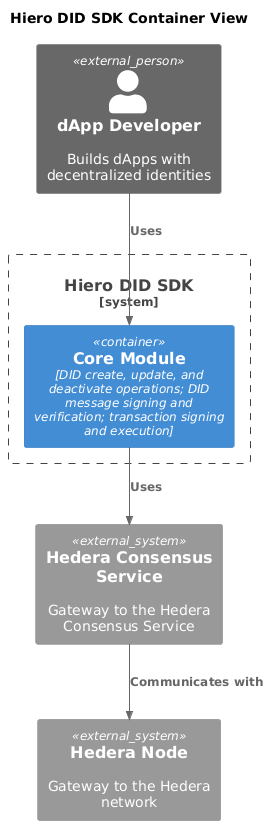 Hiero DID SDK Container View
«external_person»
dApp Developer
Builds dApps with
decentralized identities
Uses
Hiero DID SDK
[system]
«container»
Core Module
[DID create, update, and
deactivate operations; DID
message signing and
verification; transaction signing
and execution]
Uses
«external_system»
Hedera Consensus
Service
Gateway to the Hedera
Consensus Service
Communicates with
«external_system»
Hedera Node
Gateway to the Hedera
network